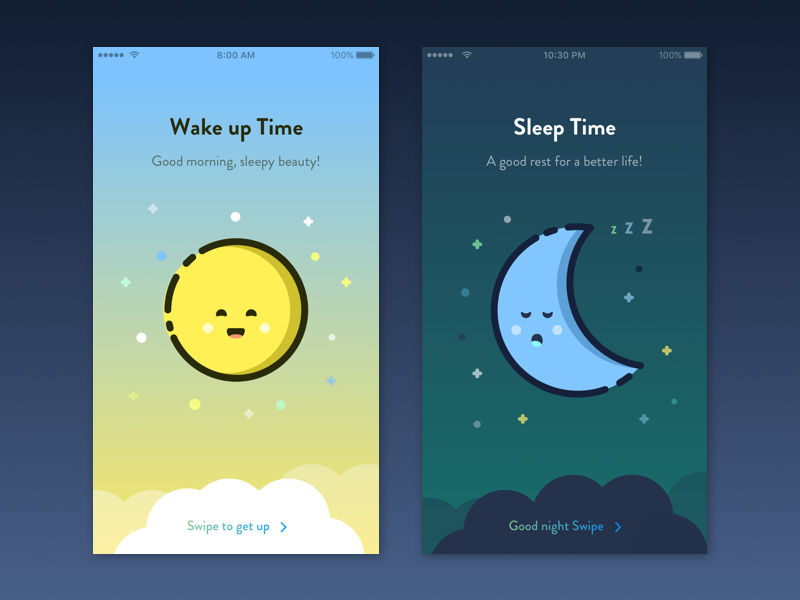 8:00 AM
100%
Wake up Time
Good morning, sleepy beauty!
Swipe to get up
10:30 PM
100%
Sleep Time
A good rest for a better life!
z z z
Good night Swipe